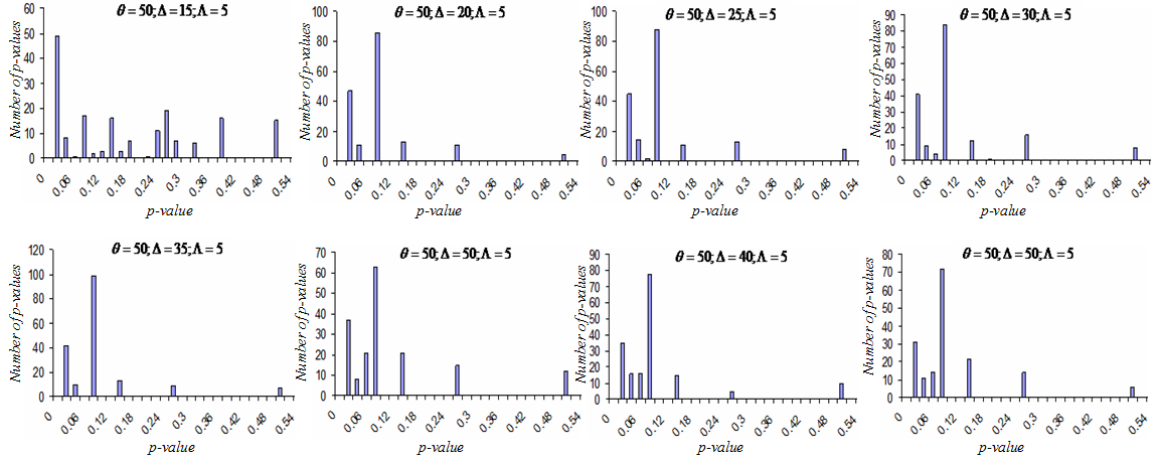 θ = 50; Δ = 15; Λ = 5
Number of p-values
60
50
40
30
20
10
0
0 0.06 0.12 0.18 0.24 0.3 0.36 0.42 0.48 0.54
p-value
θ = 50; Δ = 20; Λ = 5
Number of p-values
100
80
60
40
20
0
0 0.06 0.12 0.18 0.24 0.3 0.36 0.42 0.48 0.54
p-value
θ = 50; Δ = 25; Λ = 5
Number of p-values
100
80
60
40
20
0
0 0.06 0.12 0.18 0.24 0.3 0.36 0.42 0.48 0.54
p-value
θ = 50; Δ = 30; Λ = 5
Number of p-values
90
80
70
60
50
40
30
20
10
0
0 0.06 0.12 0.18 0.24 0.3 0.36 0.42 0.48 0.54
p-value
θ = 50; Δ = 35; Λ = 5
Number of p-values
120
100
80
60
40
20
0
0 0.06 0.12 0.18 0.24 0.3 0.36 0.42 0.48 0.54
p-value
θ = 50; Δ = 50; Λ = 5
Number of p-values
70
60
50
40
30
20
10
0
0 0.06 0.12 0.18 0.24 0.3 0.36 0.42 0.48 0.54
p-value
θ = 50; Δ = 40; Λ = 5
Number of p-values
90
80
70
60
50
40
30
20
10
0
0 0.06 0.12 0.18 0.24 0.3 0.36 0.42 0.48 0.54
p-value
θ = 50; Δ = 50; Λ = 5
Number of p-values
80
70
60
50
40
30
20
10
0
0 0.06 0.12 0.18 0.24 0.3 0.36 0.42 0.48 0.54
p-value